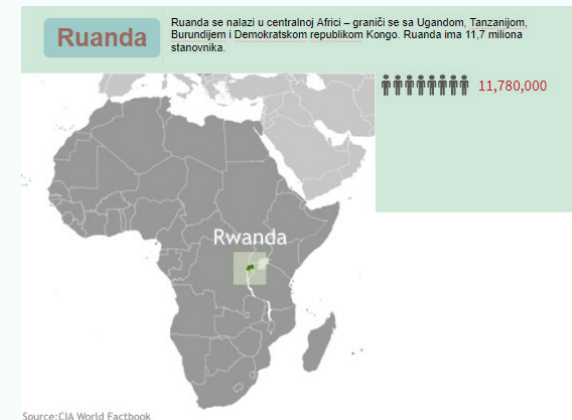 Ruanda
Ruanda se nalazi u centralnoj Africi – graniči se sa Ugandom, Tanzanijom,
Burundijem i Demokratskom republikom Kongo. Ruanda ima 11,7 miliona
stanovnika.
11,780,000
Rwanda
Source:CIA World Factbook